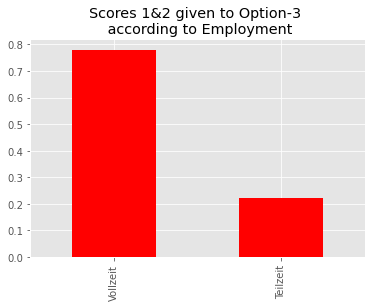 Scores 1&2 given to Option-3
according to Employment
0.8
0.7
0.6
0.5
0.4
0.3
0.2
0.1
0.0
Vollzeit
Teilzeit